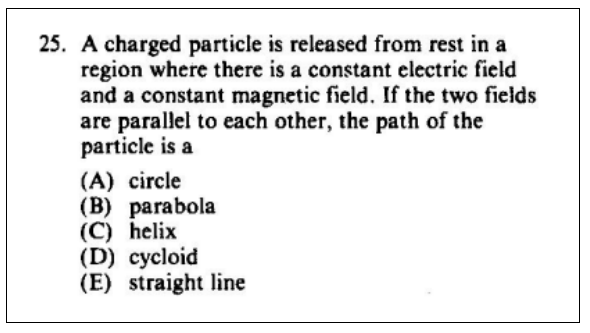 25. A charged particle is released from rest in a
region where there is a constant electric field
and a constant magnetic field. If the two fields
are parallel to each other, the path of the
particle is a
(A) circle
(B) parabola
(C) helix
(D) cycloid
(E) straight line